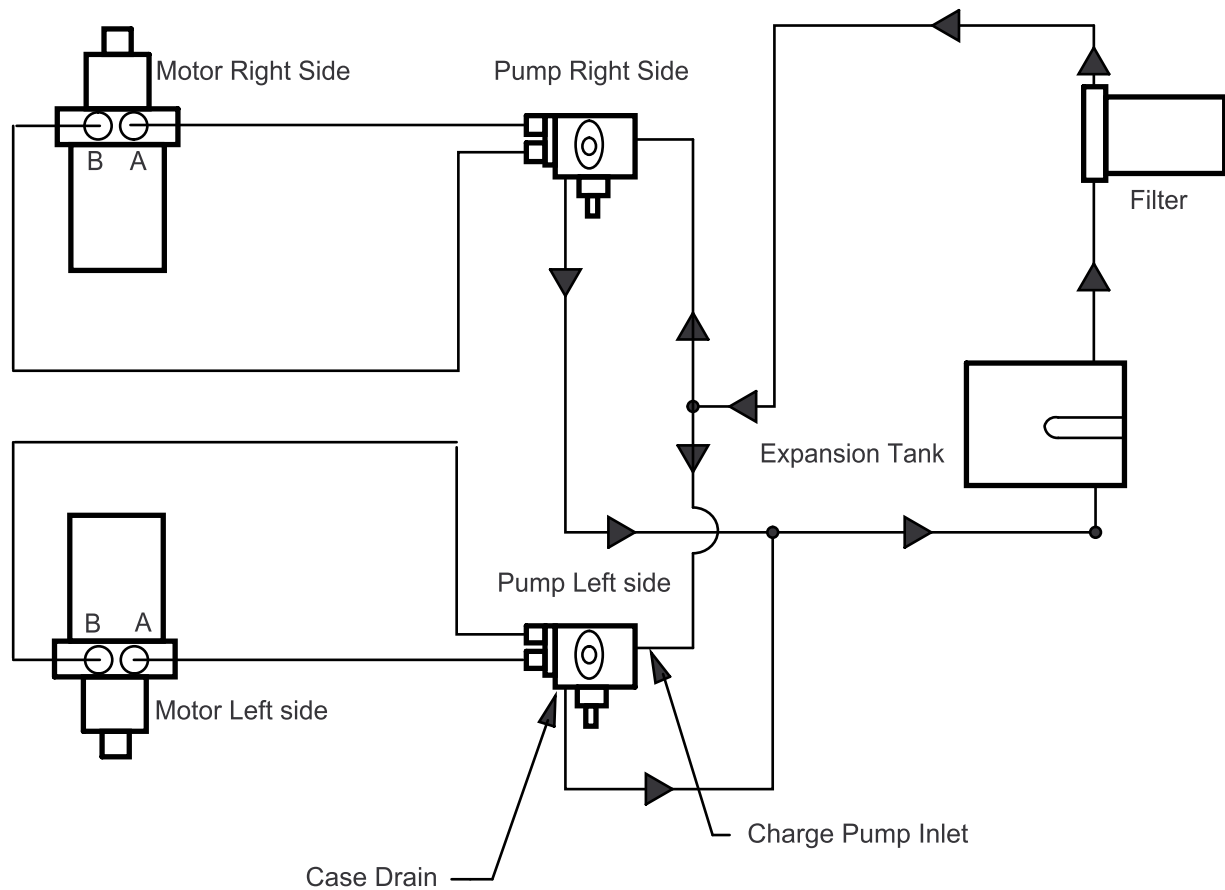 Motor Right Side
Pump Right Side
B A
Filter
Expansion Tank
Pump Left side
B A
Motor Left side
Charge Pump Inlet
Case Drain